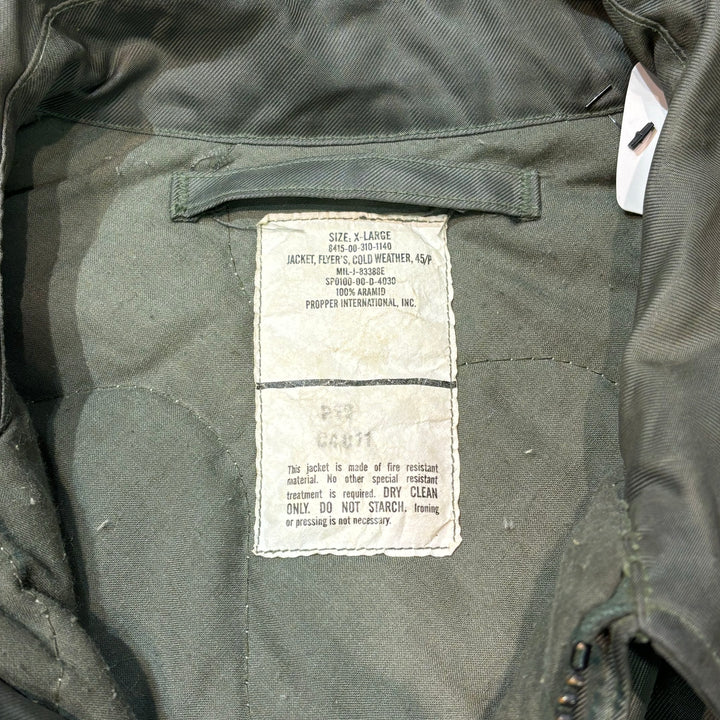 SIZE: X-LARGE
8415-00-310-1140
JACKET, FLYER'S, COLD WEATHER, 45/P
MIL-J-83388E
SP0100-00-D-4030
100% ARAMID
PROPPER INTERNATIONAL, INC.
This jacket is made of fire resistant
material. No other special resistant
treatment is required. DRY CLEAN
ONLY. DO NOT STARCH. Ironing
or pressing is not necessary.